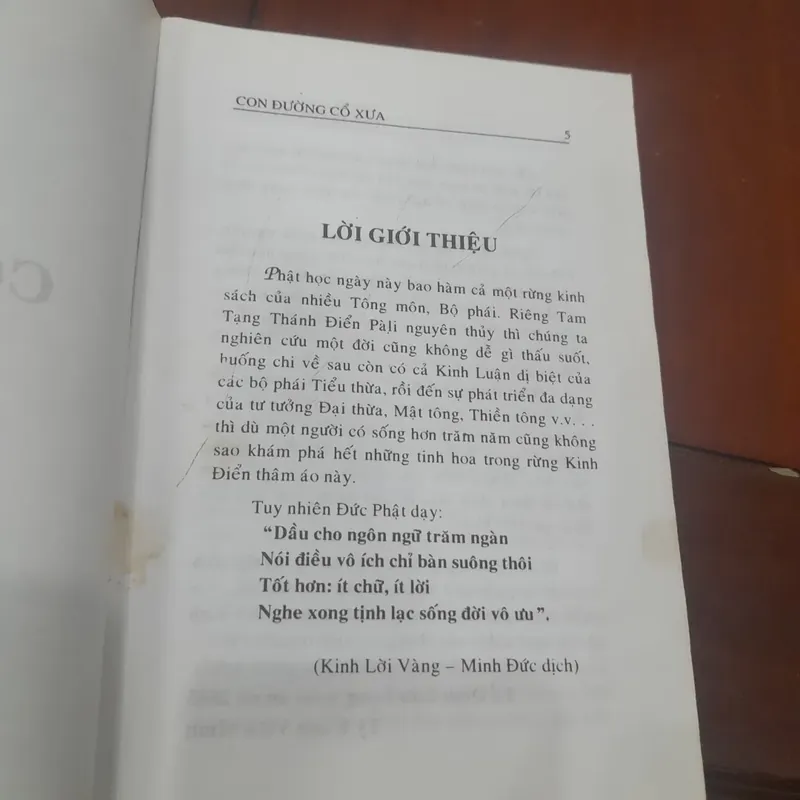 CON ĐƯỜNG CỔ XƯA
5
LỜI GIỚI THIỆU
Phật học ngày này bao hàm cả một rừng kinh
sách của nhiều Tông môn, Bộ phái. Riêng Tam
Tạng Thánh Điển Pàḷi nguyên thủy thì chúng ta
nghiên cứu một đời cũng không dễ gì thấu suốt,
huống chi về sau còn có cả Kinh Luận dị biệt của
các bộ phái Tiểu thừa, rồi đến sự phát triển đa dạng
của tư tưởng Đại thừa, Mật tông, Thiền tông v.v. . .
thì dù một người có sống hơn trăm năm cũng không
sao khám phá hết những tinh hoa trong rừng Kinh
Điển thâm áo này.
Tuy nhiên Đức Phật dạy:
“Dầu cho ngôn ngữ trăm ngàn
Nói điều vô ích chỉ bàn suông thôi
Tốt hơn: ít chữ, ít lời
Nghe xong tịnh lạc sống đời vô ưu”.
(Kinh Lời Vàng – Minh Đức dịch)